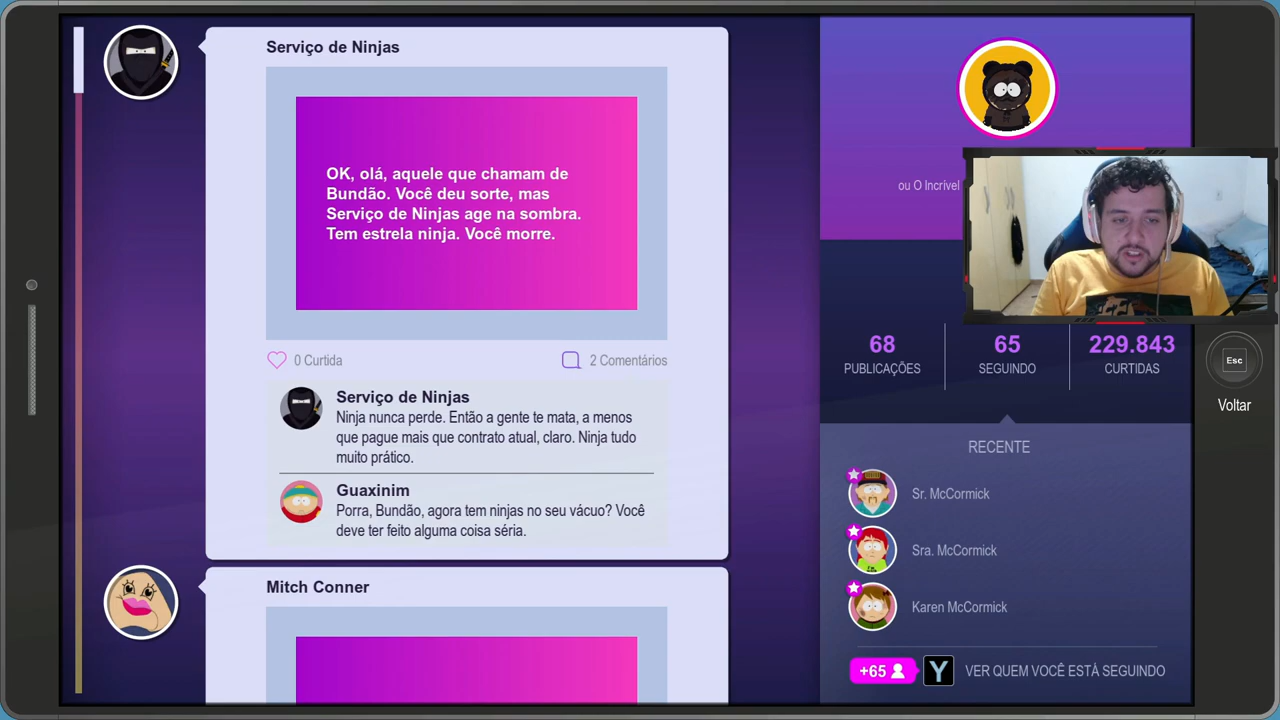 Serviço de Ninjas
OK, olá, aquele que chamam de
Bundão. Você deu sorte, mas
Serviço de Ninjas age na sombra.
Tem estrela ninja. Você morre.
0 Curtida
2 Comentários
Serviço de Ninjas
Ninja nunca perde. Então a gente te mata, a menos
que pague mais que contrato atual, claro. Ninja tudo
muito prático.
Guaxinim
Porra, Bundão, agora tem ninjas no seu vácuo? Você
deve ter feito alguma coisa séria.
Mitch Conner
ou O Incrível
68
PUBLICAÇÕES
65
SEGUINDO
229.843
CURTIDAS
RECENTE
Sr. McCormick
Sra. McCormick
Karen McCormick
+65
Y
VER QUEM VOCÊ ESTÁ SEGUINDO
Esc
Voltar